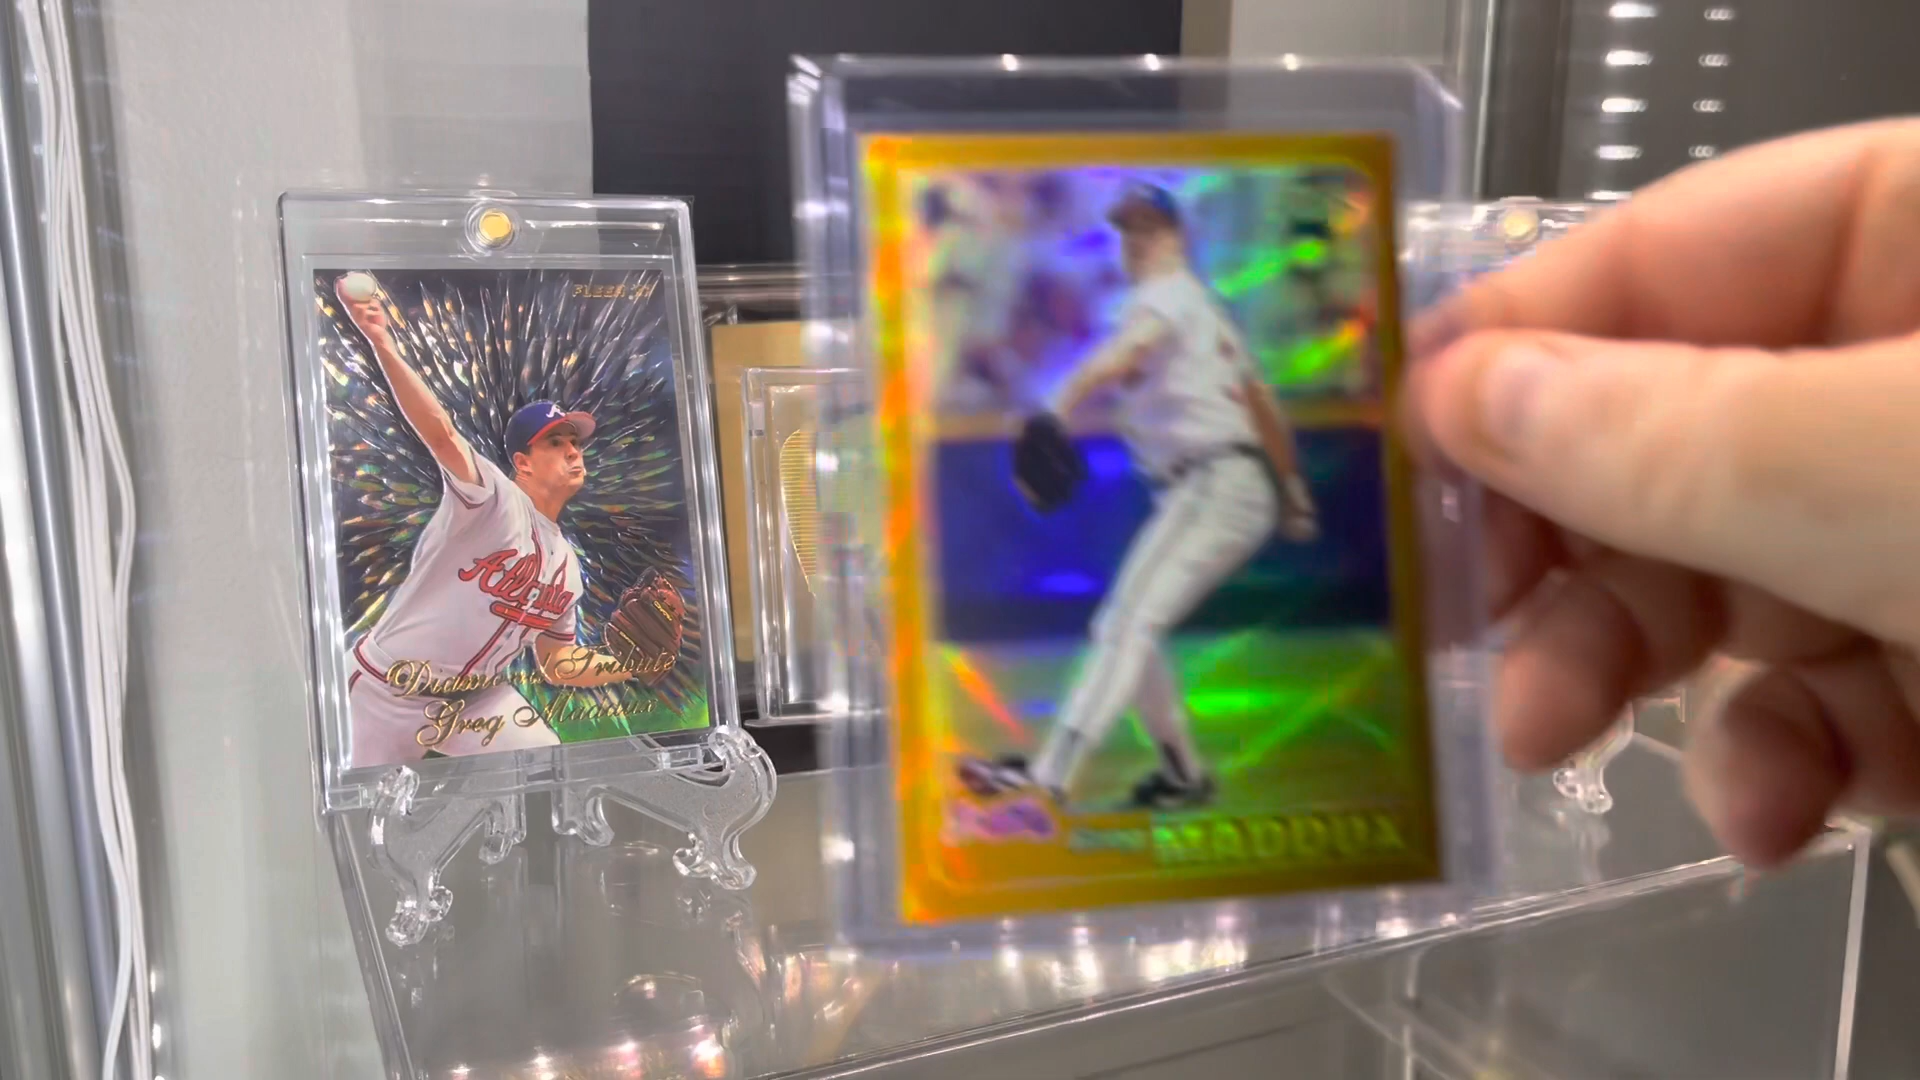 FLEER '97
Atlanta
Diamond Tribute
Greg Maddux
MADDUX